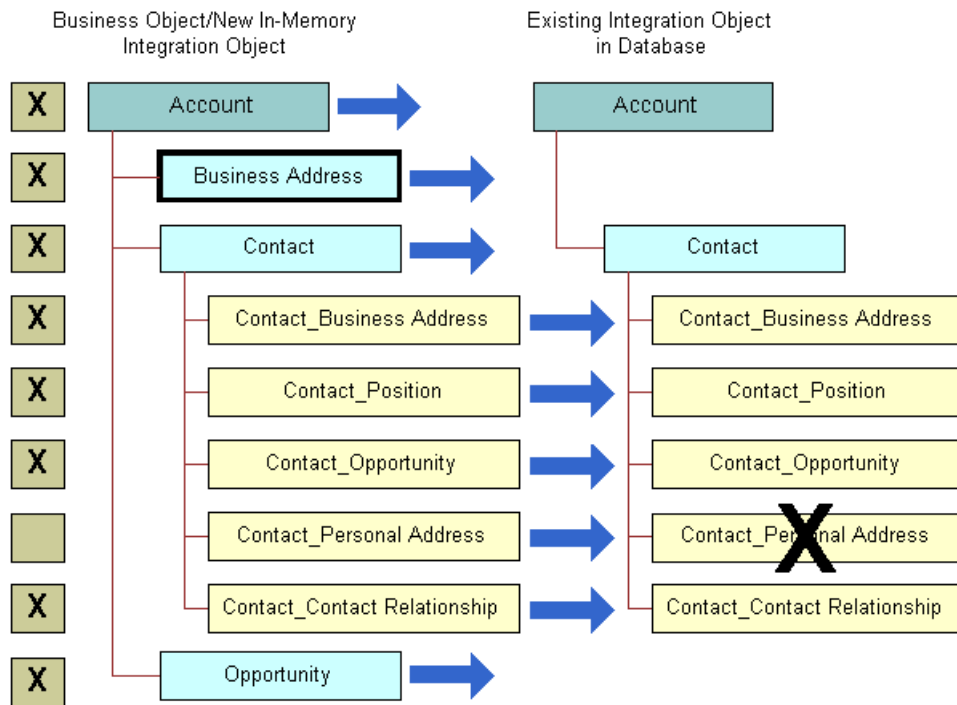 Business Object/New In-Memory
Integration Object
Existing Integration Object
in Database
X Account Account
X Business Address
X Contact Contact
X Contact_Business Address Contact_Business Address
X Contact_Position Contact_Position
X Contact_Opportunity Contact_Opportunity
Contact_Personal Address Contact_Personal Address
X
X Contact_Contact Relationship Contact_Contact Relationship
X Opportunity